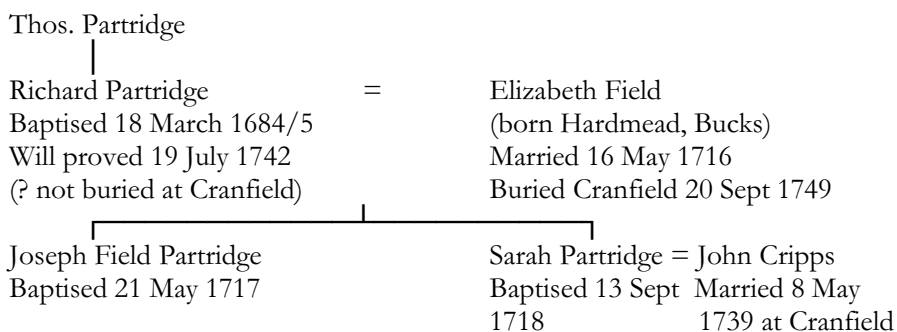 Thos. Partridge
Richard Partridge = Elizabeth Field
Baptised 18 March 1684/5 (born Hardmead, Bucks)
Will proved 19 July 1742 Married 16 May 1716
(? not buried at Cranfield) Buried Cranfield 20 Sept 1749
Joseph Field Partridge Sarah Partridge = John Cripps
Baptised 21 May 1717 Baptised 13 Sept Married 8 May
1718 1739 at Cranfield